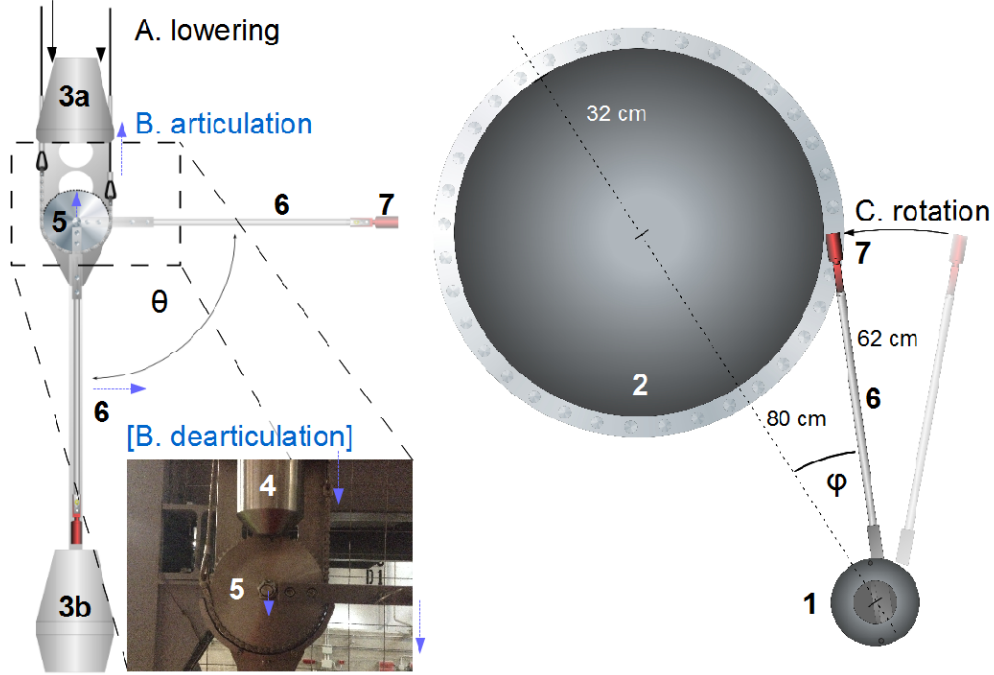 A. lowering
3a
B. articulation
5
6
7
θ
6
[B. dearticulation]
4
5
3b
32 cm
C. rotation
7
62 cm
2
6
80 cm
φ
1